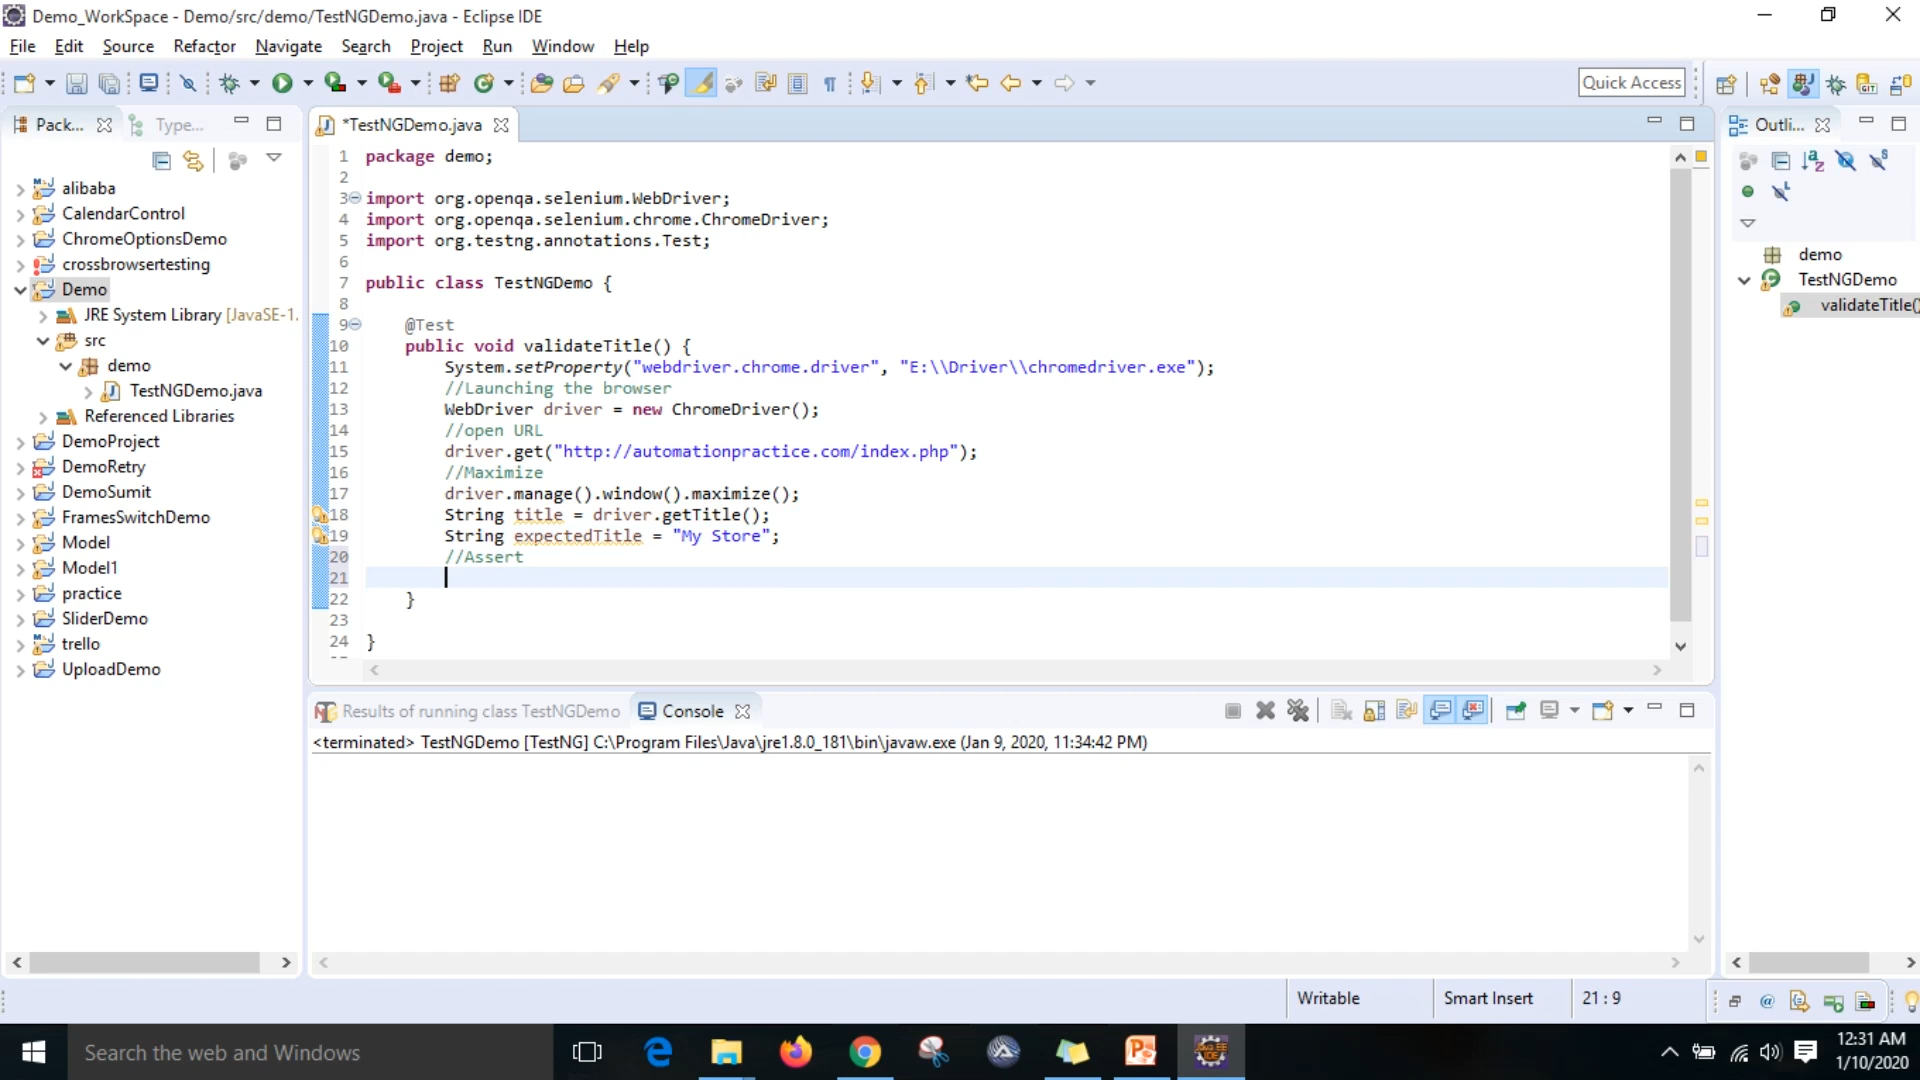 Demo_WorkSpace - Demo/src/demo/TestNGDemo.java - Eclipse IDE
File Edit Source Refactor Navigate Search Project Run Window Help
Quick Access
Pack... Type...
*TestNGDemo.java
Outli...
alibaba
CalendarControl
ChromeOptionsDemo
crossbrowsertesting
Demo
JRE System Library [JavaSE-1.
src
demo
TestNGDemo.java
Referenced Libraries
DemoProject
DemoRetry
DemoSumit
FramesSwitchDemo
Model
Model1
practice
SliderDemo
trello
UploadDemo
1 package demo;
2
3 import org.openqa.selenium.WebDriver;
4 import org.openqa.selenium.chrome.ChromeDriver;
5 import org.testng.annotations.Test;
6
7 public class TestNGDemo {
8
9 @Test
10 public void validateTitle() {
11 System.setProperty("webdriver.chrome.driver", "E:\\Driver\\chromedriver.exe");
12 //Launching the browser
13 WebDriver driver = new ChromeDriver();
14 //open URL
15 driver.get("http://automationpractice.com/index.php");
16 //Maximize
17 driver.manage().window().maximize();
18 String title = driver.getTitle();
19 String expectedTitle = "My Store";
20 //Assert
21
22 }
23
24 }
demo
TestNGDemo
validateTitle()
Results of running class TestNGDemo Console
<terminated> TestNGDemo [TestNG] C:\Program Files\Java\jre1.8.0_181\bin\javaw.exe (Jan 9, 2020, 11:34:42 PM)
Writable Smart Insert 21 : 9
Search the web and Windows
12:31 AM
1/10/2020